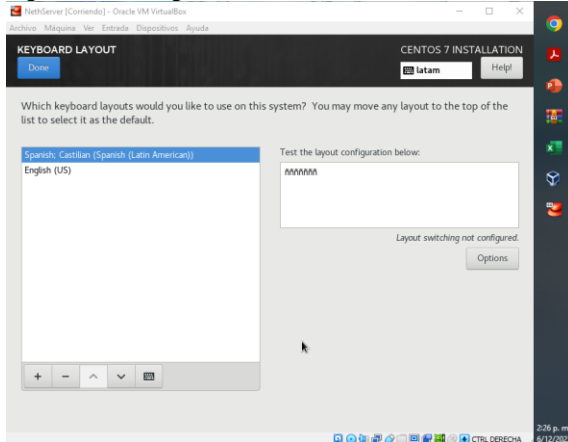 NethServer [Corriendo] - Oracle VM VirtualBox
Archivo Máquina Ver Entrada Dispositivos Ayuda
KEYBOARD LAYOUT
CENTOS 7 INSTALLATION
Done
latam
Help!
Which keyboard layouts would you like to use on this system? You may move any layout to the top of the
list to select it as the default.
Spanish; Castilian (Spanish (Latin American))
English (US)
Test the layout configuration below:
ñññññññ
Layout switching not configured.
Options
CTRL DERECHA
2:26 p. m